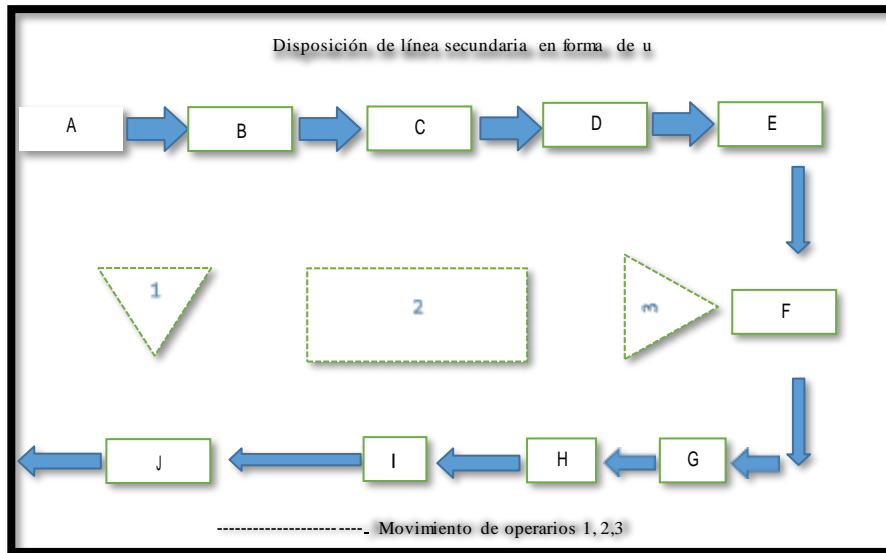 Disposición de línea secundaria en forma de u
A B C D E
1 2 3 F
J I H G
----------------------. Movimiento de operarios 1, 2,3